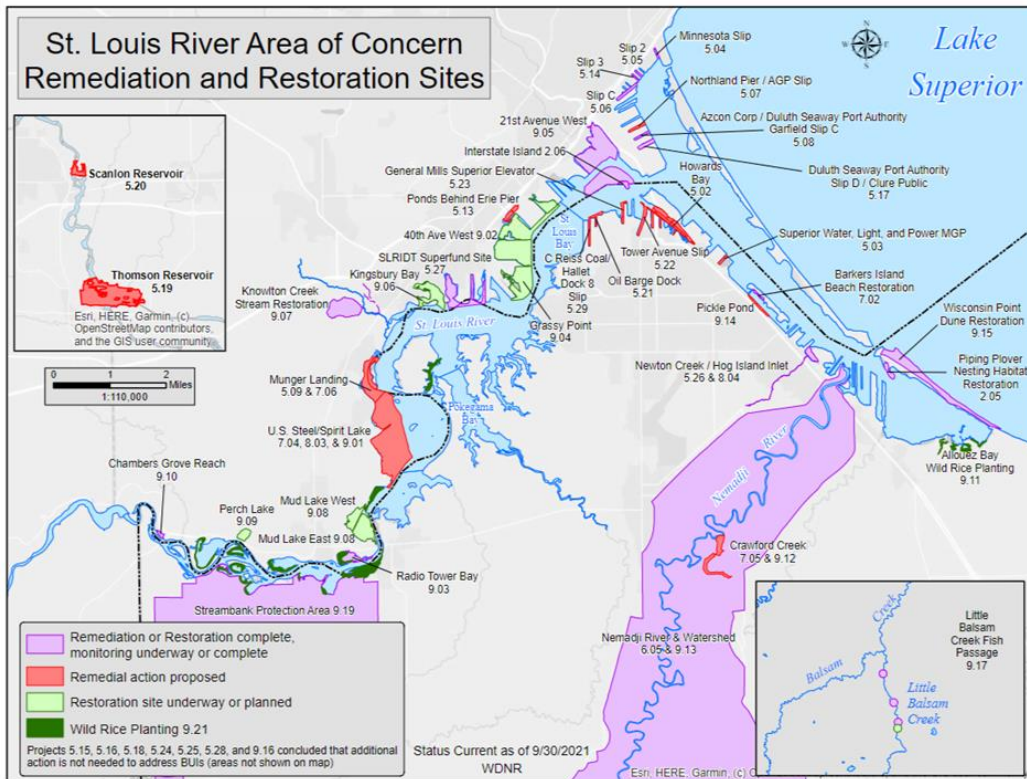 St. Louis River Area of Concern
Remediation and Restoration Sites
Lake
Superior
Minnesota Slip
5.04
Slip 2
5.05
Slip 3
5.14
Slip C
5.06
Northland Pier / AGP Slip
5.07
Azcon Corp / Duluth Seaway Port Authority
Garfield Slip C
5.08
21st Avenue West
9.05
Interstate Island 2.06
General Mills Superior Elevator
5.23
Howards
Bay
5.02
Duluth Seaway Port Authority
Slip D / Clure Public
5.17
Ponds Behind Erie Pier
5.13
40th Ave West 9.02
St.
Louis
Bay
C Reiss Coal/
Hallet
Dock 8
Slip
5.29
Tower Avenue Slip
5.22
Oil Barge Dock
5.21
Superior Water, Light, and Power MGP
5.03
SLRIDT Superfund Site
5.27
Kingsbury Bay
9.06
Knowlton Creek
Stream Restoration
9.07
Grassy Point
9.04
St. Louis River
Barkers Island
Beach Restoration
7.02
Pickle Pond
9.14
Wisconsin Point
Dune Restoration
9.15
Newton Creek / Hog Island Inlet
5.26 & 8.04
Piping Plover
Nesting Habitat
Restoration
2.05
Scanlon Reservoir
5.20
Thomson Reservoir
5.19
Esri, HERE, Garmin, (c)
OpenStreetMap contributors,
and the GIS user community
0 1 2
Miles
1:110,000
Munger Landing
5.09 & 7.06
Pokegama
Bay
U.S. Steel/Spirit Lake
7.04, 8.03, & 9.01
Allouez Bay
Wild Rice Planting
9.11
Nemadji
River
Chambers Grove Reach
9.10
Perch Lake
9.09
Mud Lake West
9.08
Mud Lake East 9.08
Radio Tower Bay
9.03
Crawford Creek
7.05 & 9.12
Streambank Protection Area 9.19
Nemadji River & Watershed
6.05 & 9.13
Remediation or Restoration complete,
monitoring underway or complete
Remedial action proposed
Restoration site underway or planned
Wild Rice Planting 9.21
Projects 5.15, 5.16, 5.18, 5.24, 5.25, 5.28, and 9.16 concluded that additional
action is not needed to address BUIs (areas not shown on map)
Status Current as of 9/30/2021
WDNR
Esri, HERE, Garmin, (c)
Creek
Balsam
Little
Balsam
Creek
Little
Balsam
Creek Fish
Passage
9.17